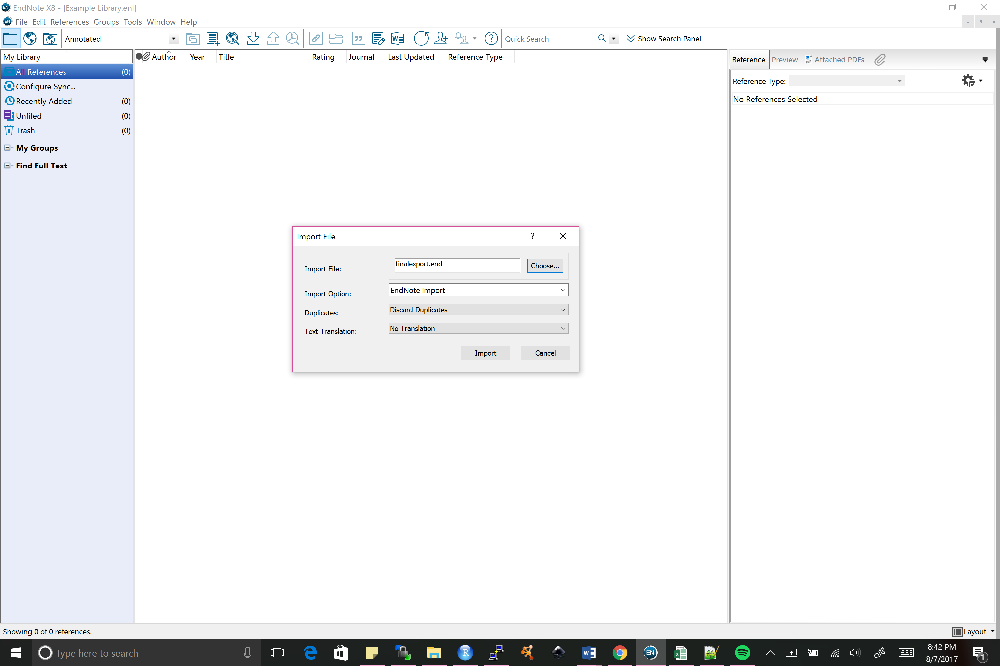 EndNote X8 - [Example Library.enl]
File Edit References Groups Tools Window Help
Annotated
Quick Search
Show Search Panel
My Library
Author Year Title Rating Journal Last Updated Reference Type
Reference Preview Attached PDFs
All References (0)
Configure Sync...
Recently Added (0)
Unfiled (0)
Trash (0)
My Groups
Find Full Text
Reference Type:
No References Selected
Import File
Import File: finalexport.end Choose...
Import Option: EndNote Import
Duplicates: Discard Duplicates
Text Translation: No Translation
Import Cancel
Showing 0 of 0 references.
Layout
Type here to search
8:42 PM
8/7/2017
1